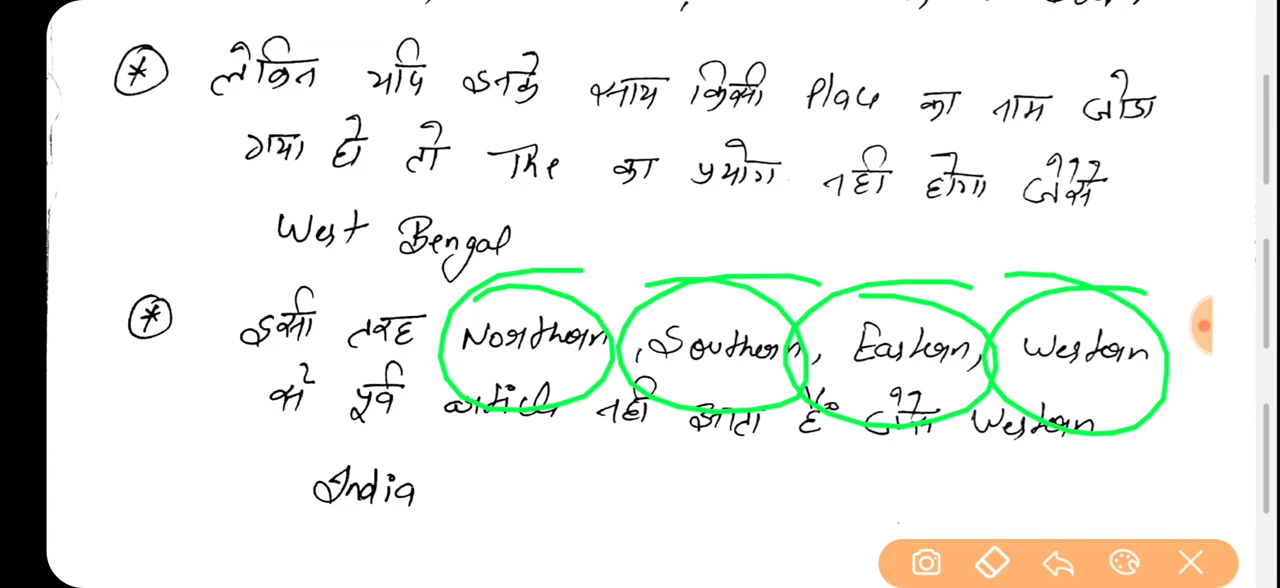 लेकिन यदि इनके साथ किसी Place का नाम जोडा
गया हो तो The का प्रयोग नही होगा जैसे
West Bengal
इसी तरह Northern, Southern, Eastern, Western
से पूर्व article नही आता है जैसे Western
India